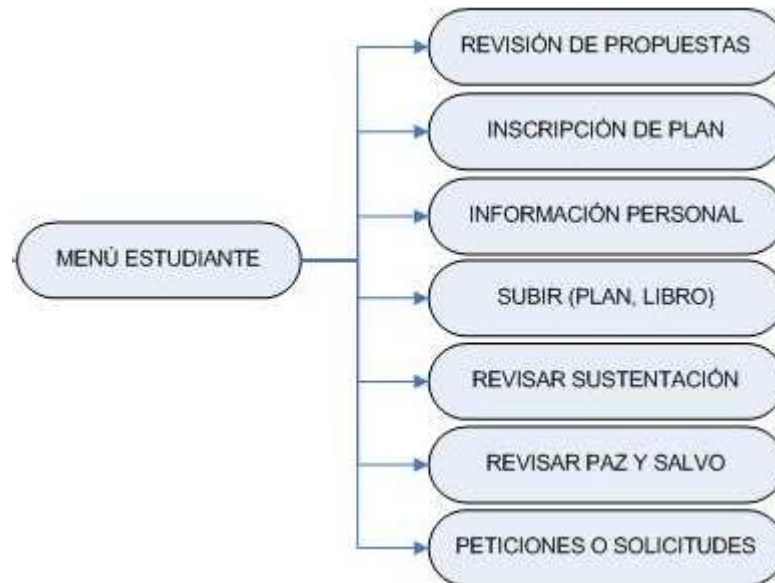 REVISIÓN DE PROPUESTAS
INSCRIPCIÓN DE PLAN
INFORMACIÓN PERSONAL
MENÚ ESTUDIANTE
SUBIR (PLAN, LIBRO)
REVISAR SUSTENTACIÓN
REVISAR PAZ Y SALVO
PETICIONES O SOLICITUDES